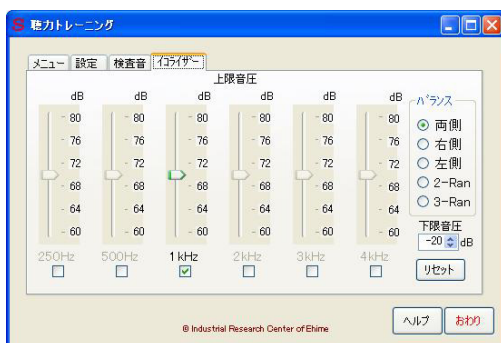 S 聴力トレーニング
メニュー 設定 検査音 イコライザー
上限音圧
dB dB dB dB dB dB
80 80 80 80 80 80
76 76 76 76 76 76
72 72 72 72 72 72
68 68 68 68 68 68
64 64 64 64 64 64
60 60 60 60 60 60
250Hz 500Hz 1kHz 2kHz 3kHz 4kHz
バランス
両側
右側
左側
2-Ran
3-Ran
下限音圧
-20 dB
リセット
© Industrial Research Center of Ehime
ヘルプ おわり